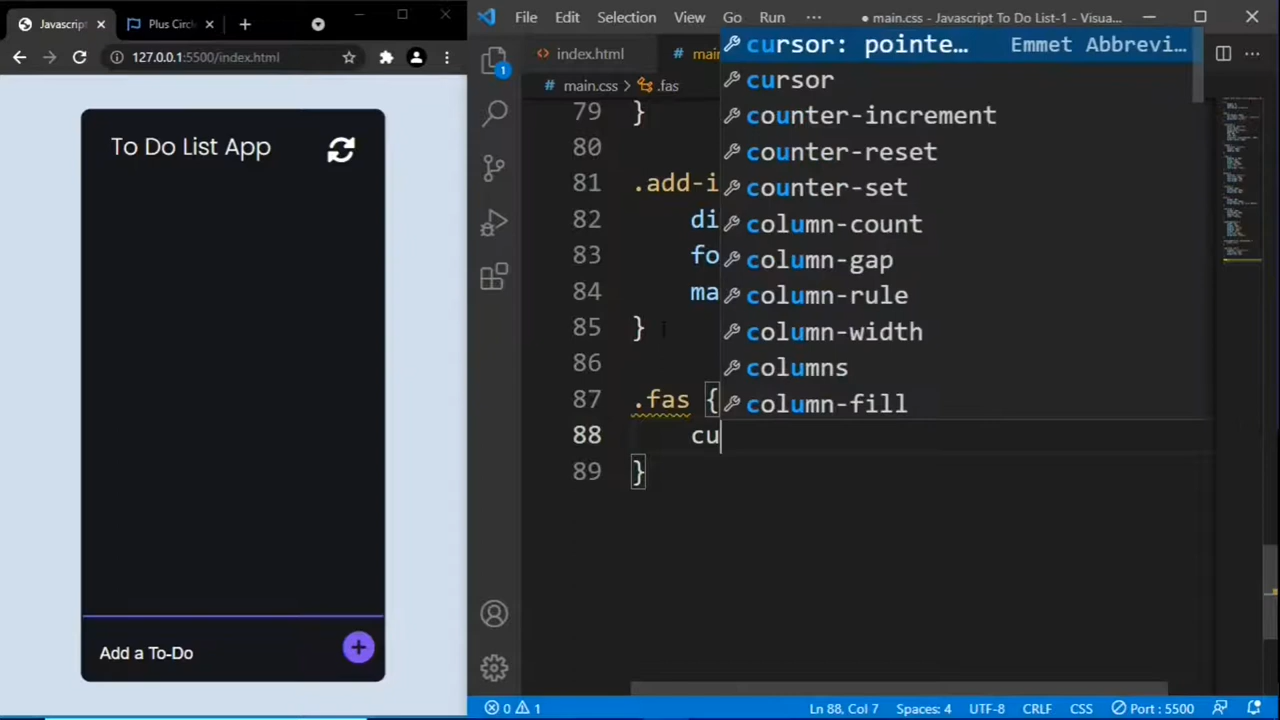 Javascript
Plus Circle
127.0.0.1:5500/index.html
To Do List App
Add a To-Do
File Edit Selection View Go Run ··· ● main.css - Javascript To Do List-1 - Visua...
index.html
# mai
# main.css > .fas
1
79 }
80
81 .add-i
82 di
83 fo
84 ma
85 }
86
87 .fas {
88 cu
89 }
cursor: pointe... Emmet Abbrevi...
cursor
counter-increment
counter-reset
counter-set
column-count
column-gap
column-rule
column-width
columns
column-fill
0 1 Ln 88, Col 7 Spaces: 4 UTF-8 CRLF CSS Port : 5500